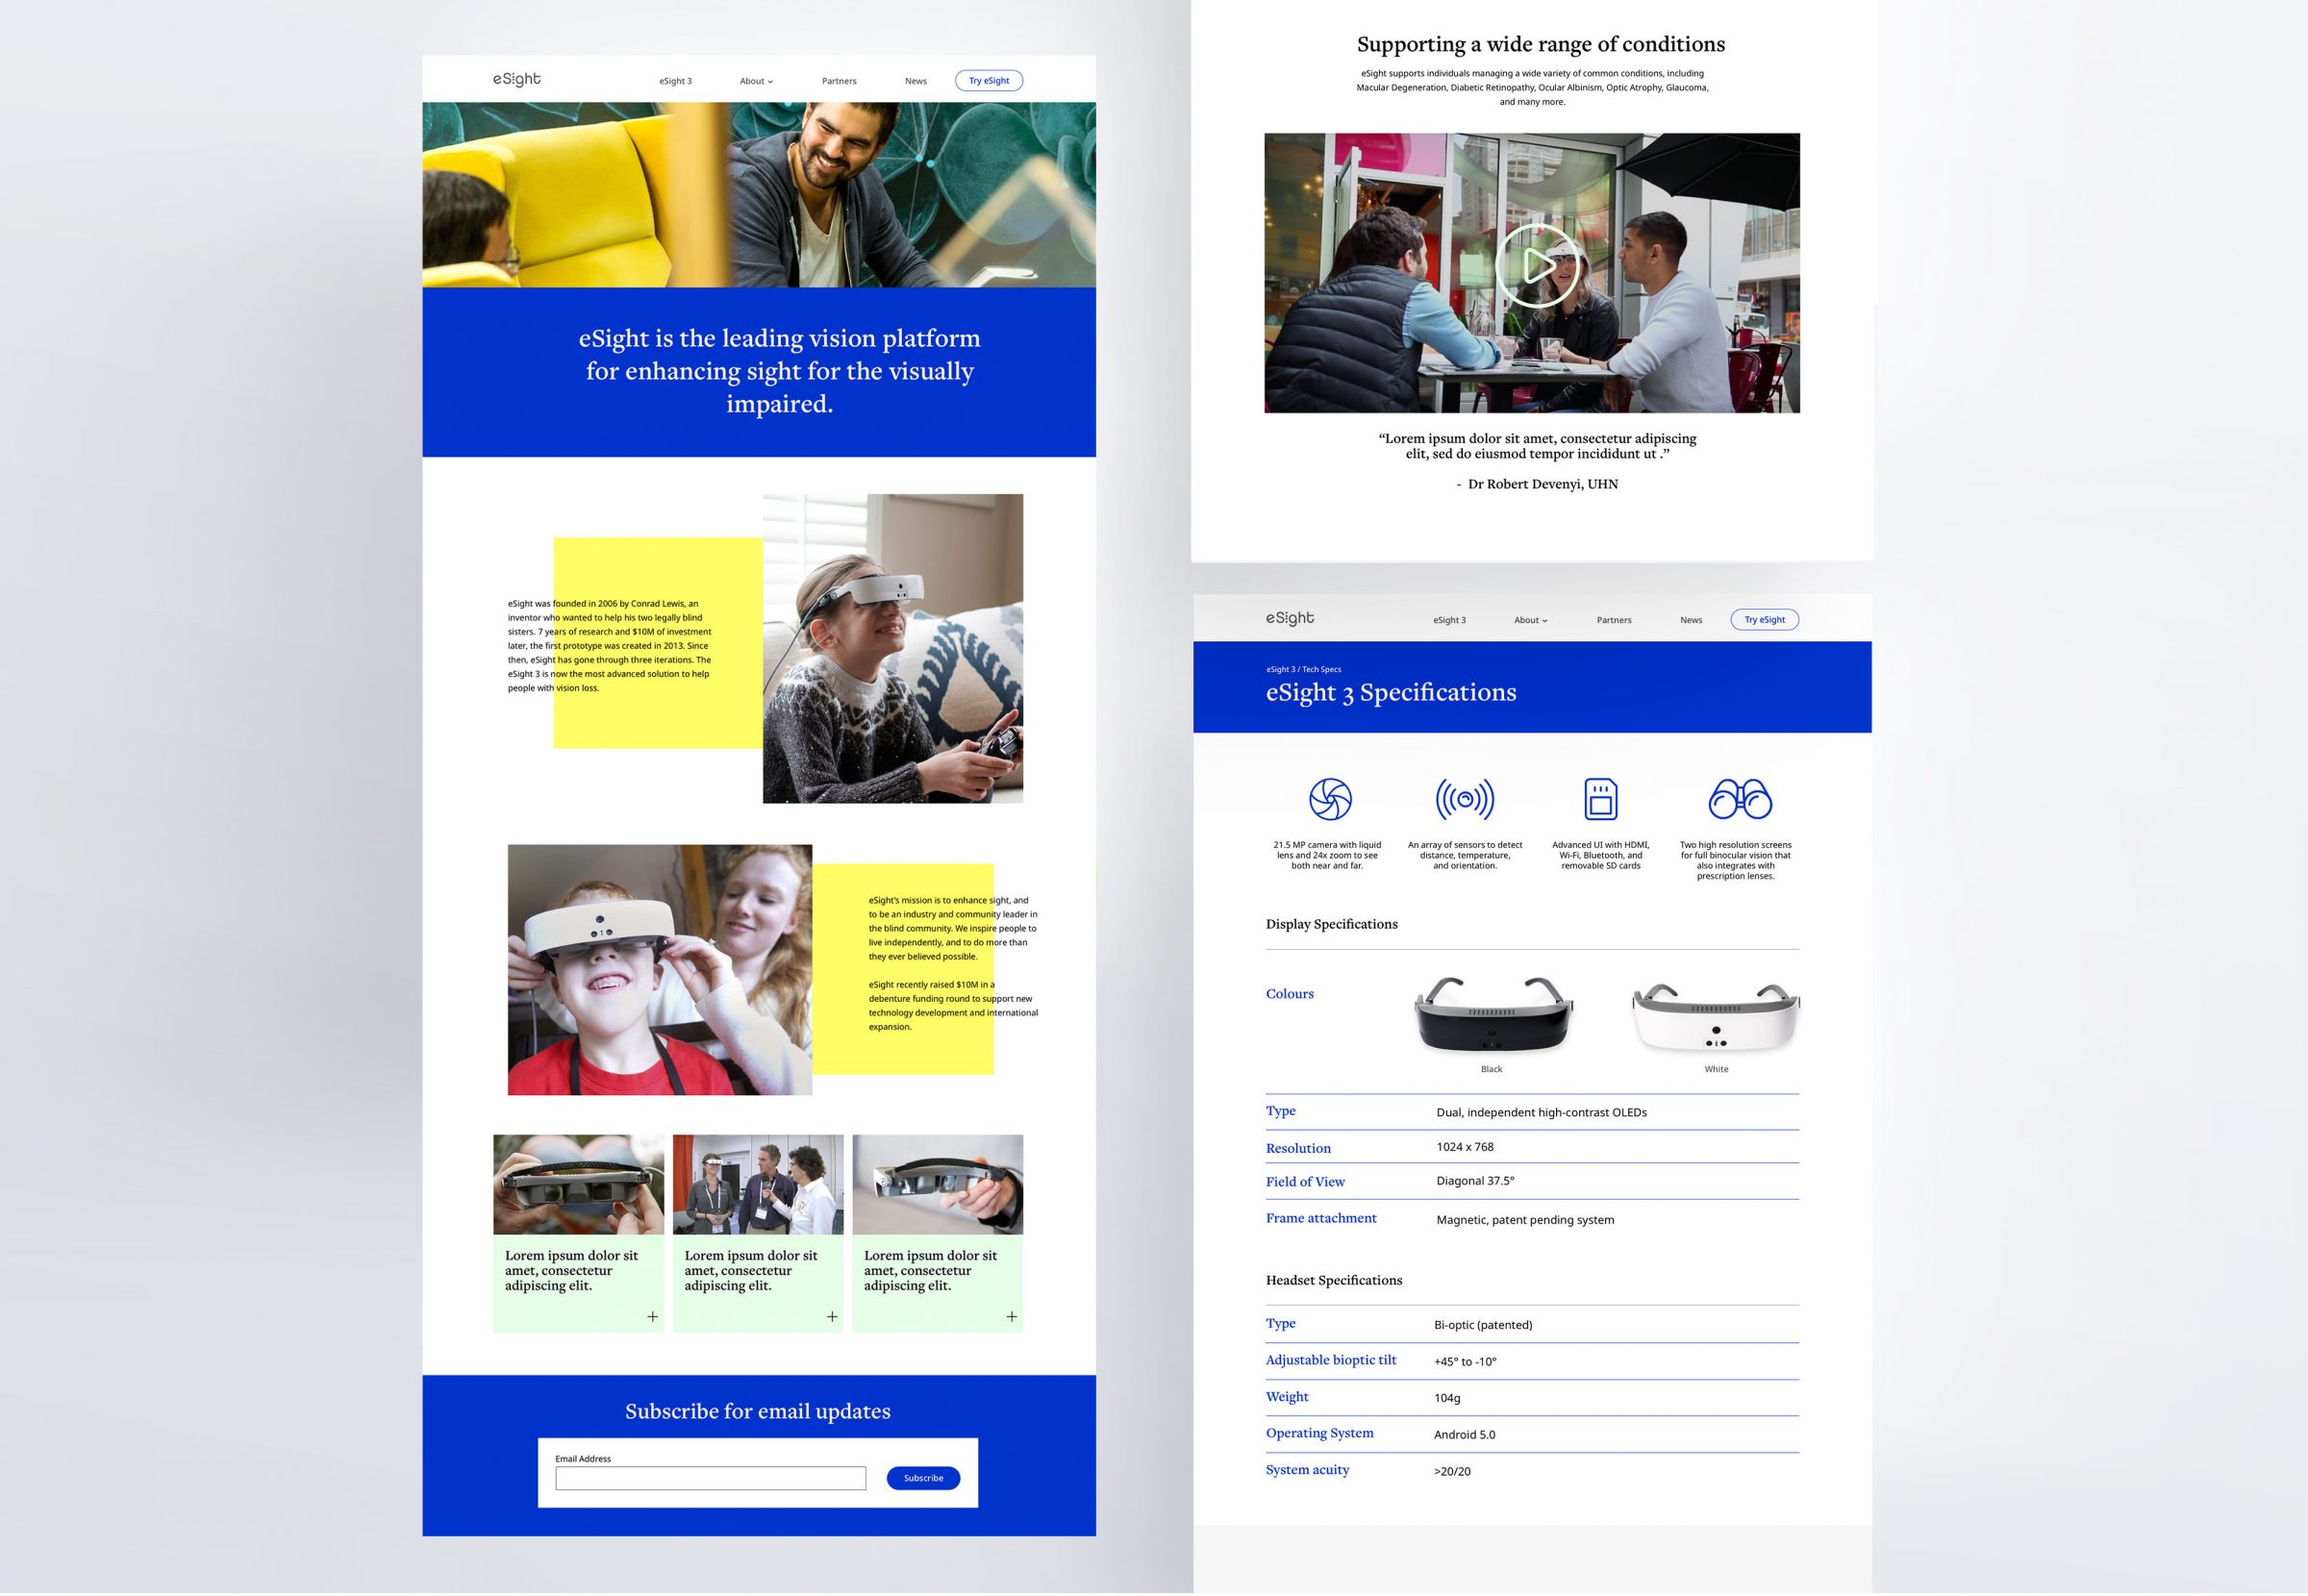 eSight
eSight 3
About
Partners
News
Try eSight
eSight is the leading vision platform
for enhancing sight for the visually
impaired.
eSight was founded in 2006 by Conrad Lewis, an
inventor who wanted to help his two legally blind
sisters. 7 years of research and $10M of investment
later, the first prototype was created in 2013. Since
then, eSight has gone through three iterations. The
eSight 3 is now the most advanced solution to help
people with vision loss.
eSight's mission is to enhance sight, and
to be an industry and community leader in
the blind community. We inspire people to
live independently, and to do more than
they ever believed possible.
eSight recently raised $10M in a
debenture funding round to support new
technology development and international
expansion.
Lorem ipsum dolor sit
amet, consectetur
adipiscing elit.
+
Lorem ipsum dolor sit
amet, consectetur
adipiscing elit.
+
Lorem ipsum dolor sit
amet, consectetur
adipiscing elit.
+
Subscribe for email updates
Email Address
Subscribe
Supporting a wide range of conditions
eSight supports individuals managing a wide variety of common conditions, including
Macular Degeneration, Diabetic Retinopathy, Ocular Albinism, Optic Atrophy, Glaucoma,
and many more.
“Lorem ipsum dolor sit amet, consectetur adipiscing
elit, sed do eiusmod tempor incididunt ut .”
- Dr Robert Devenyi, UHN
eSight
eSight 3
About
Partners
News
Try eSight
eSight 3 / Tech Specs
eSight 3 Specifications
21.5 MP camera with liquid
lens and 24x zoom to see
both near and far.
An array of sensors to detect
distance, temperature,
and orientation.
Advanced UI with HDMI,
Wi-Fi, Bluetooth, and
removable SD cards
Two high resolution screens
for full binocular vision that
also integrates with
prescription lenses.
Display Specifications
Colours
Black
White
Type Dual, independent high-contrast OLEDs
Resolution 1024 x 768
Field of View Diagonal 37.5°
Frame attachment Magnetic, patent pending system
Headset Specifications
Type Bi-optic (patented)
Adjustable bioptic tilt +45° to -10°
Weight 104g
Operating System Android 5.0
System acuity >20/20